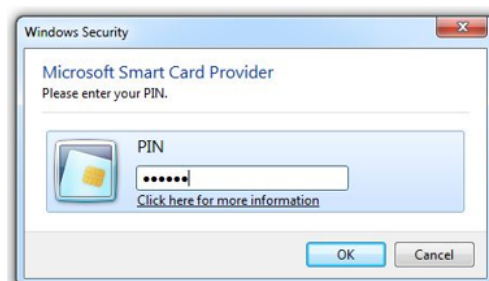 Windows Security
Microsoft Smart Card Provider
Please enter your PIN.
PIN
••••••
Click here for more information
OK
Cancel